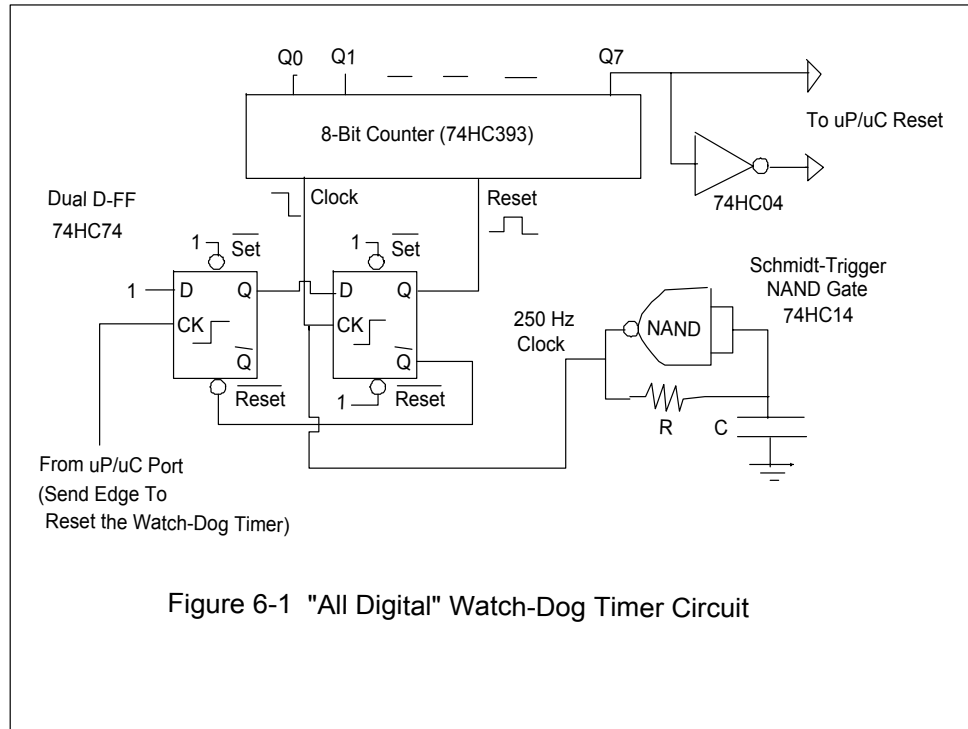 Q0 Q1 Q7
8-Bit Counter (74HC393)
To uP/uC Reset
74HC04
Clock
Reset
Dual D-FF
74HC74
1 Set
1 Set
1 D Q
CK
Q
Reset
D Q
CK
Q
1 Reset
Schmidt-Trigger
NAND Gate
74HC14
250 Hz
Clock
NAND
R
C
From uP/uC Port
(Send Edge To
Reset the Watch-Dog Timer)
Figure 6-1 "All Digital" Watch-Dog Timer Circuit